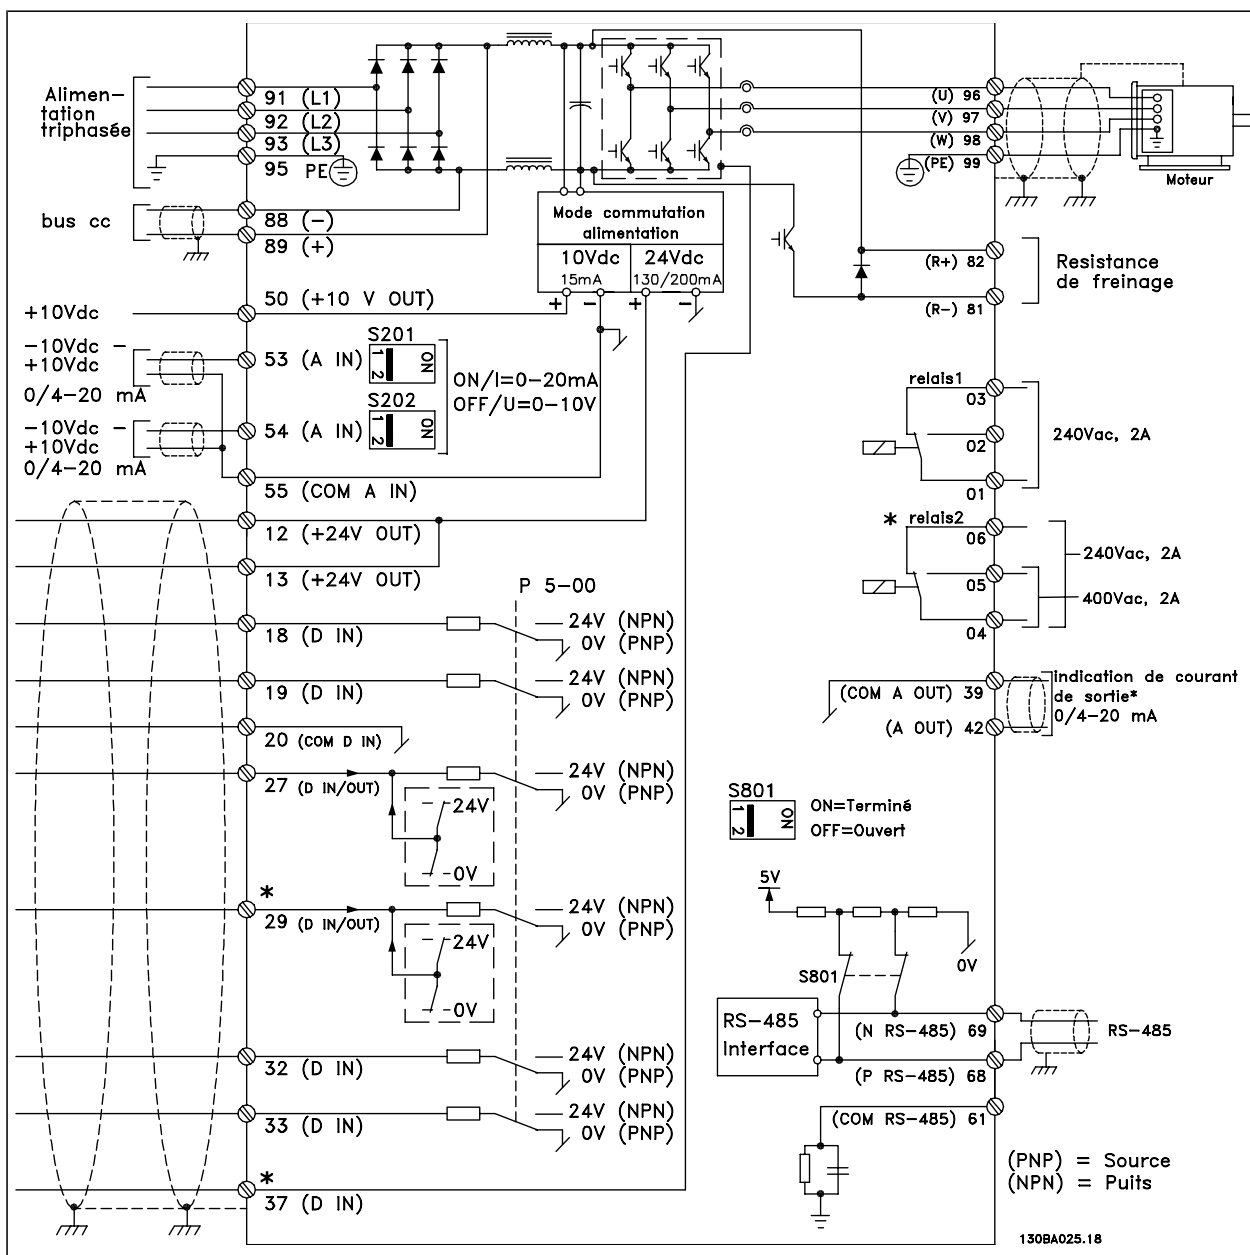 Alimen-
tation
triphasée
91 (L1)
92 (L2)
93 (L3)
95 PE
bus cc
88 (-)
89 (+)
Mode commutation
alimentation
10Vdc
15mA
24Vdc
130/200mA
+ - + -
(U) 96
(V) 97
(W) 98
(PE) 99
Moteur
(R+) 82
(R-) 81
Resistance
de freinage
+10Vdc
50 (+10 V OUT)
-10Vdc -
+10Vdc
0/4-20 mA
53 (A IN)
S201
1 2
ON
ON/I=0-20mA
OFF/U=0-10V
-10Vdc -
+10Vdc
0/4-20 mA
54 (A IN)
S202
1 2
ON
55 (COM A IN)
12 (+24V OUT)
13 (+24V OUT)
P 5-00
18 (D IN)
24V (NPN)
0V (PNP)
19 (D IN)
24V (NPN)
0V (PNP)
20 (COM D IN)
27 (D IN/OUT)
24V (NPN)
0V (PNP)
24V
0V
*
29 (D IN/OUT)
24V (NPN)
0V (PNP)
24V
0V
32 (D IN)
24V (NPN)
0V (PNP)
33 (D IN)
24V (NPN)
0V (PNP)
*
37 (D IN)
relais1
03
02
01
240Vac, 2A
* relais2
06
05
04
240Vac, 2A
400Vac, 2A
(COM A OUT) 39
(A OUT) 42
indication de courant
de sortie*
0/4-20 mA
S801
1 2
ON
ON=Terminé
OFF=Ouvert
5V
0V
S801
RS-485
Interface
(N RS-485) 69
(P RS-485) 68
(COM RS-485) 61
RS-485
(PNP) = Source
(NPN) = Puits
130BA025.18